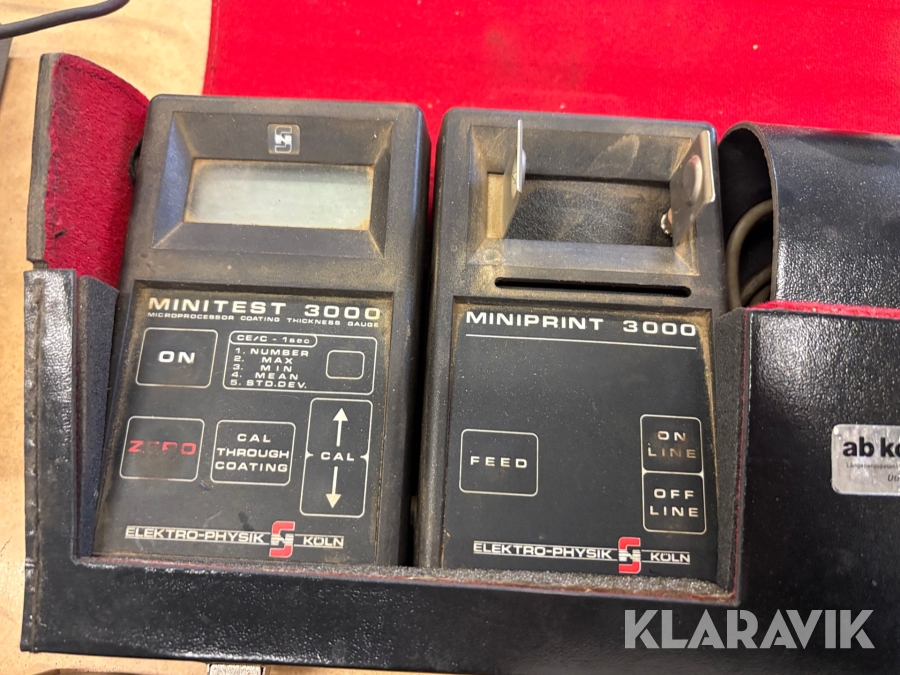 MINITEST 3000
MICROPROCESSOR COATING THICKNESS GAUGE
ON
CE/C - 1sec
1. NUMBER
2. MAX
3. MIN
4. MEAN
5. STD.DEV.
ZERO
CAL
THROUGH
COATING
CAL
ELEKTRO-PHYSIK KÖLN
MINIPRINT 3000
FEED
ON
LINE
OFF
LINE
ELEKTRO-PHYSIK KÖLN
ab
KLARAVIK